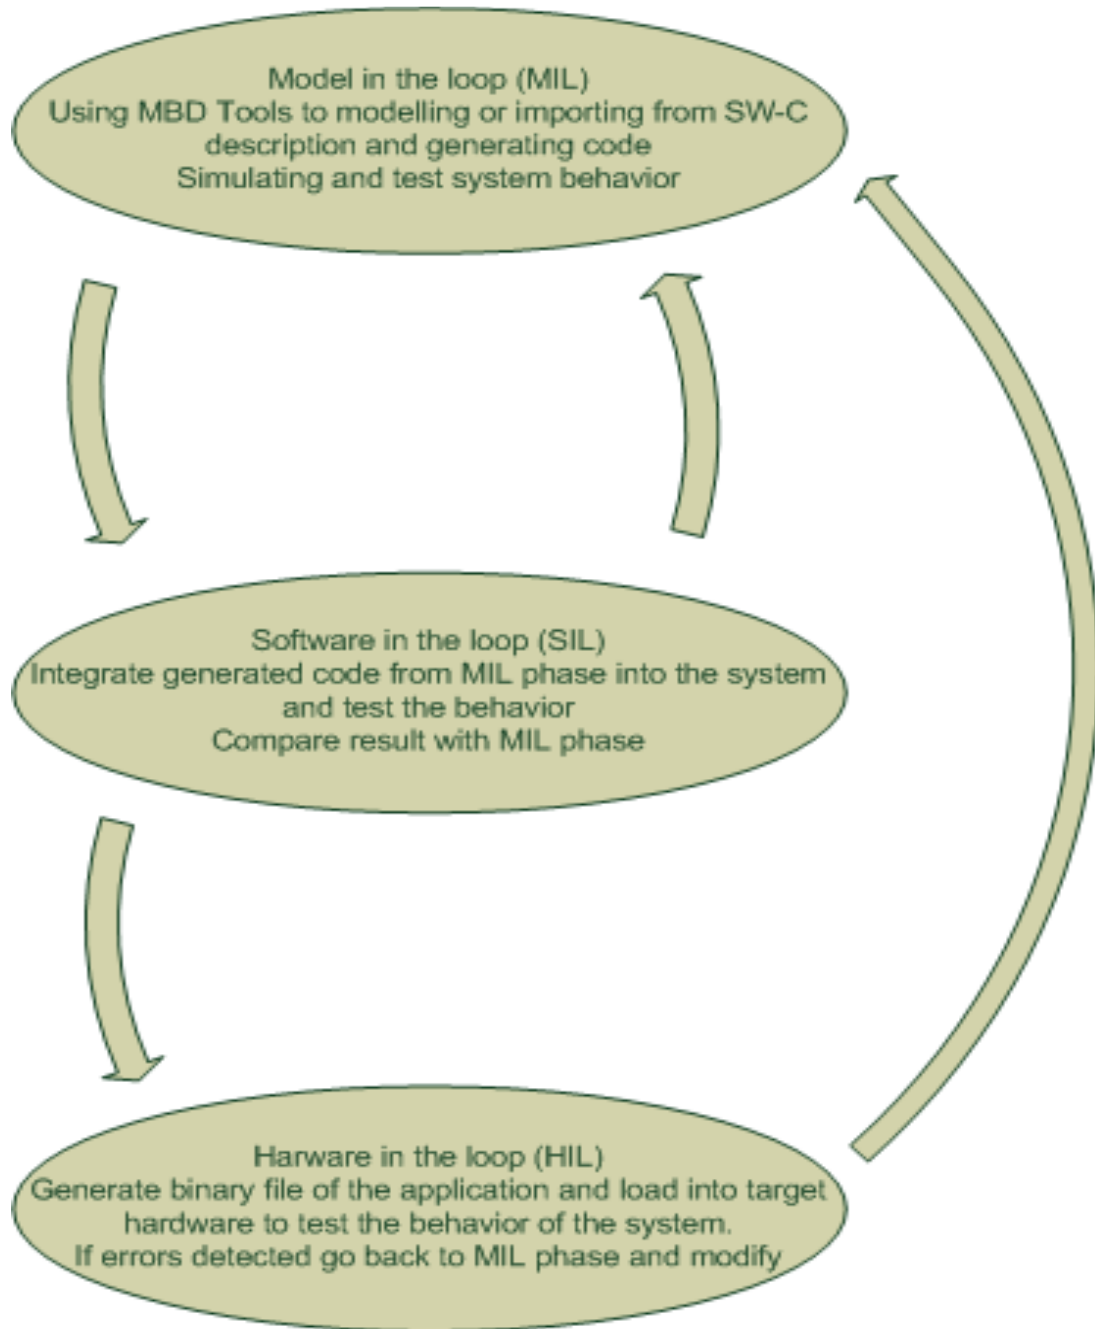 Model in the loop (MIL)
Using MBD Tools to modelling or importing from SW-C
description and generating code
Simulating and test system behavior
Software in the loop (SIL)
Integrate generated code from MIL phase into the system
and test the behavior
Compare result with MIL phase
Harware in the loop (HIL)
Generate binary file of the application and load into target
hardware to test the behavior of the system.
If errors detected go back to MIL phase and modify